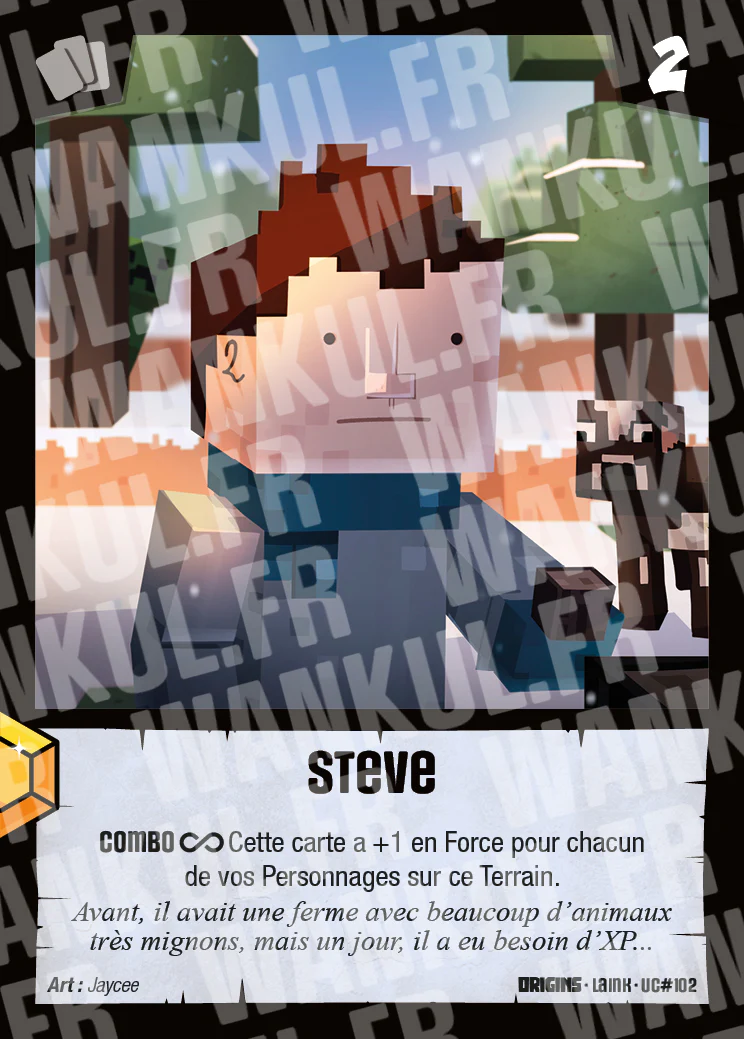 2
2
STEVE
COMBO ∞ Cette carte a +1 en Force pour chacun
de vos Personnages sur ce Terrain.
Avant, il avait une ferme avec beaucoup d’animaux
très mignons, mais un jour, il a eu besoin d’XP...
Art : Jaycee
ORIGINS · LAINK · UC#102
WANKUL.FR